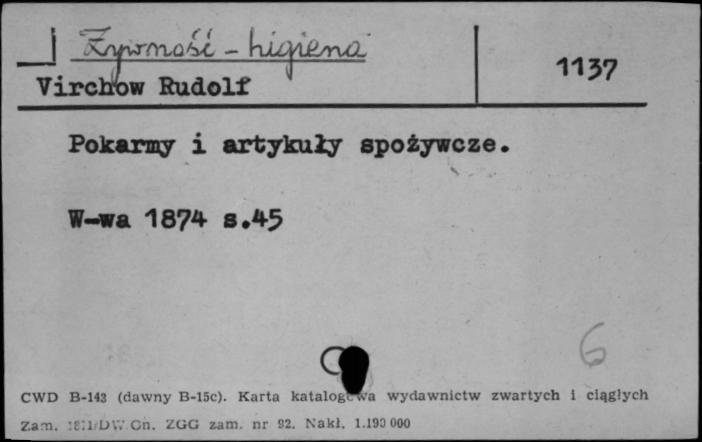 Żywność - higiena
Virchow Rudolf 1137
Pokarmy i artykuły spożywcze.
W-wa 1874 s.45
6
CWD B-143 (dawny B-15c). Karta katalogowa wydawnictw zwartych i ciągłych
Zam. Cn. ZGG zam. nr 92. Nakł. 1.190 000